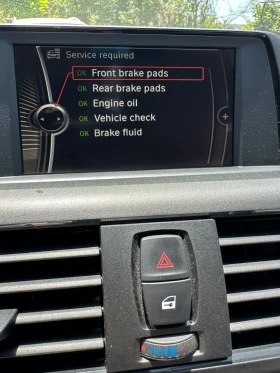 Service required
OK Front brake pads
OK Rear brake pads
OK Engine oil
OK Vehicle check
OK Brake fluid